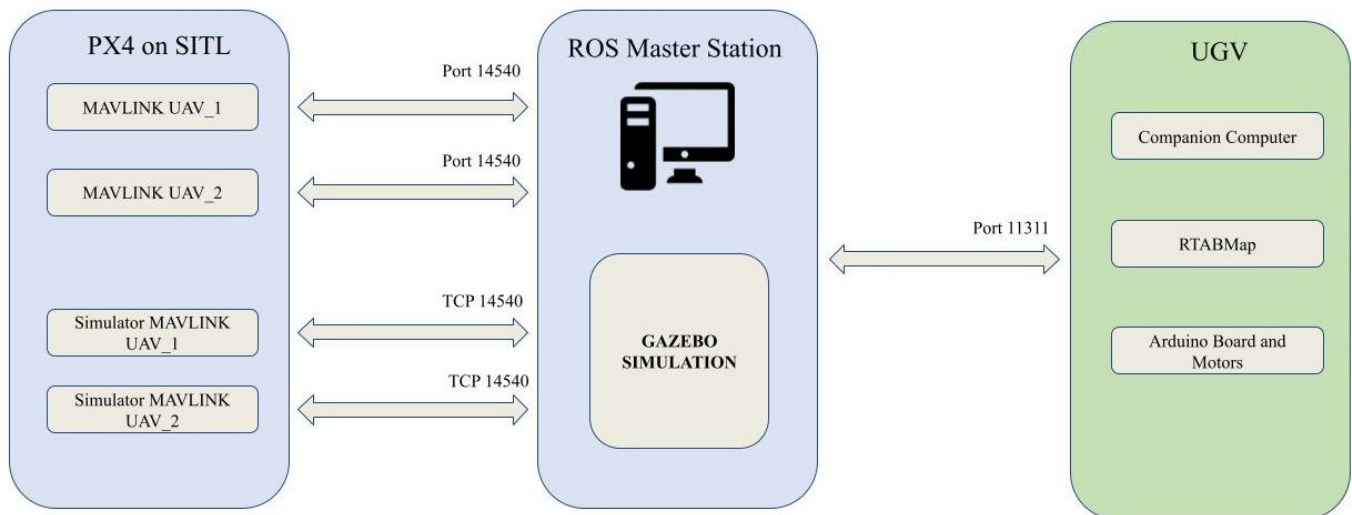 PX4 on SITL
MAVLINK UAV_1
MAVLINK UAV_2
Simulator MAVLINK
UAV_1
Simulator MAVLINK
UAV_2
Port 14540
Port 14540
TCP 14540
TCP 14540
ROS Master Station
GAZEBO
SIMULATION
Port 11311
UGV
Companion Computer
RTABMap
Arduino Board and
Motors